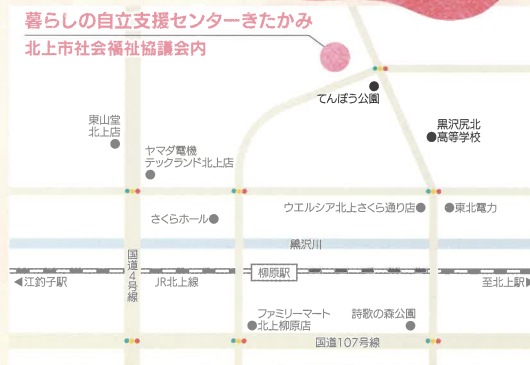 暮らしの自立支援センターきたかみ
北上市社会福祉協議会内
てんぽう公園
東山堂
北上店
黒沢尻北
高等学校
ヤマダ電機
テックランド北上店
さくらホール
ウエルシア北上さくら通り店
東北電力
黒沢川
国道4号線
◀江釣子駅
JR北上線
柳原駅
至北上駅▶
ファミリーマート
北上柳原店
詩歌の森公園
国道107号線